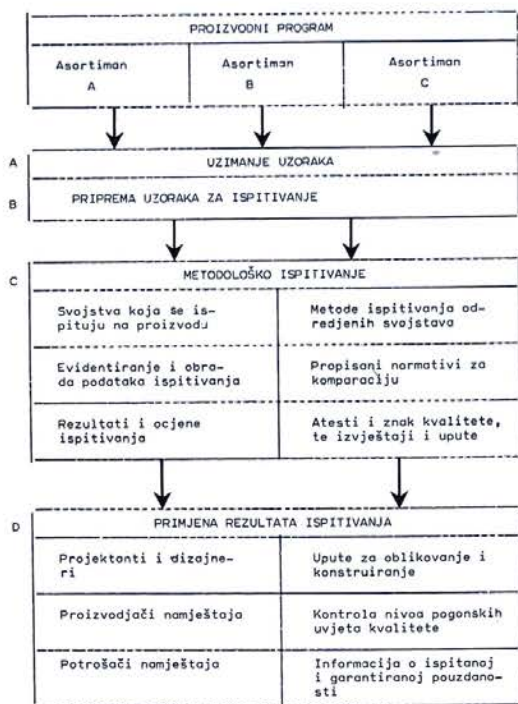 PROIZVODNI PROGRAM
Asortiman
A
Asortiman
B
Asortiman
C
A
UZIMANJE UZORAKA
B
PRIPREMA UZORAKA ZA ISPITIVANJE
C
METODOLOŠKO ISPITIVANJE
Svojstva koja se is-
pituju na proizvodu
Metode ispitivanja od-
redjenih svojstava
Evidentiranje i obra-
da podataka ispitivanja
Propisani normativi za
komparaciju
Rezultati i ocjene
ispitivanja
Atesti i znak kvalitete,
te izvještaji i upute
D
PRIMJENA REZULTATA ISPITIVANJA
Projektanti i dizajne-
ri
Upute za oblikovanje i
konstruiranje
Proizvodjači namještaja
Kontrola nivoa pogonskih
uvjeta kvalitete
Potrošači namještaja
Informacija o ispitanoj
i garantiranoj pouzdano-
sti